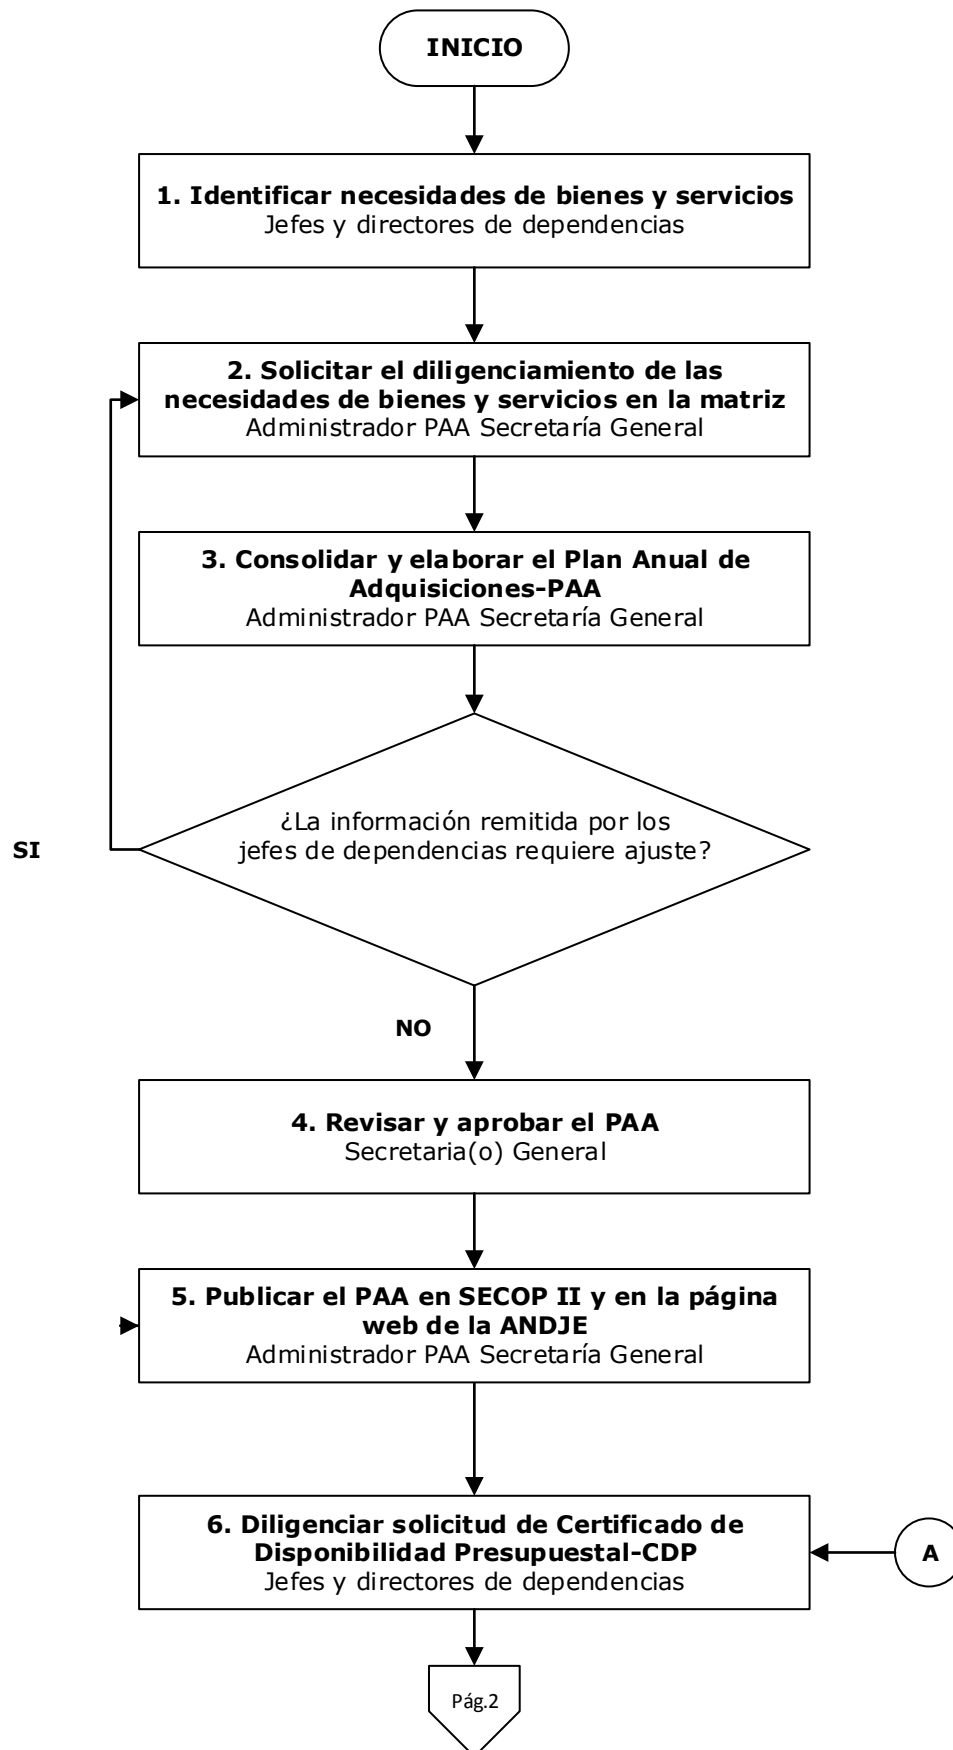 INICIO
1. Identificar necesidades de bienes y servicios
Jefes y directores de dependencias
2. Solicitar el diligenciamiento de las
necesidades de bienes y servicios en la matriz
Administrador PAA Secretaría General
3. Consolidar y elaborar el Plan Anual de
Adquisiciones-PAA
Administrador PAA Secretaría General
¿La información remitida por los
jefes de dependencias requiere ajuste?
SI
NO
4. Revisar y aprobar el PAA
Secretaria(o) General
5. Publicar el PAA en SECOP II y en la página
web de la ANDJE
Administrador PAA Secretaría General
6. Diligenciar solicitud de Certificado de
Disponibilidad Presupuestal-CDP
Jefes y directores de dependencias
A
Pág.2